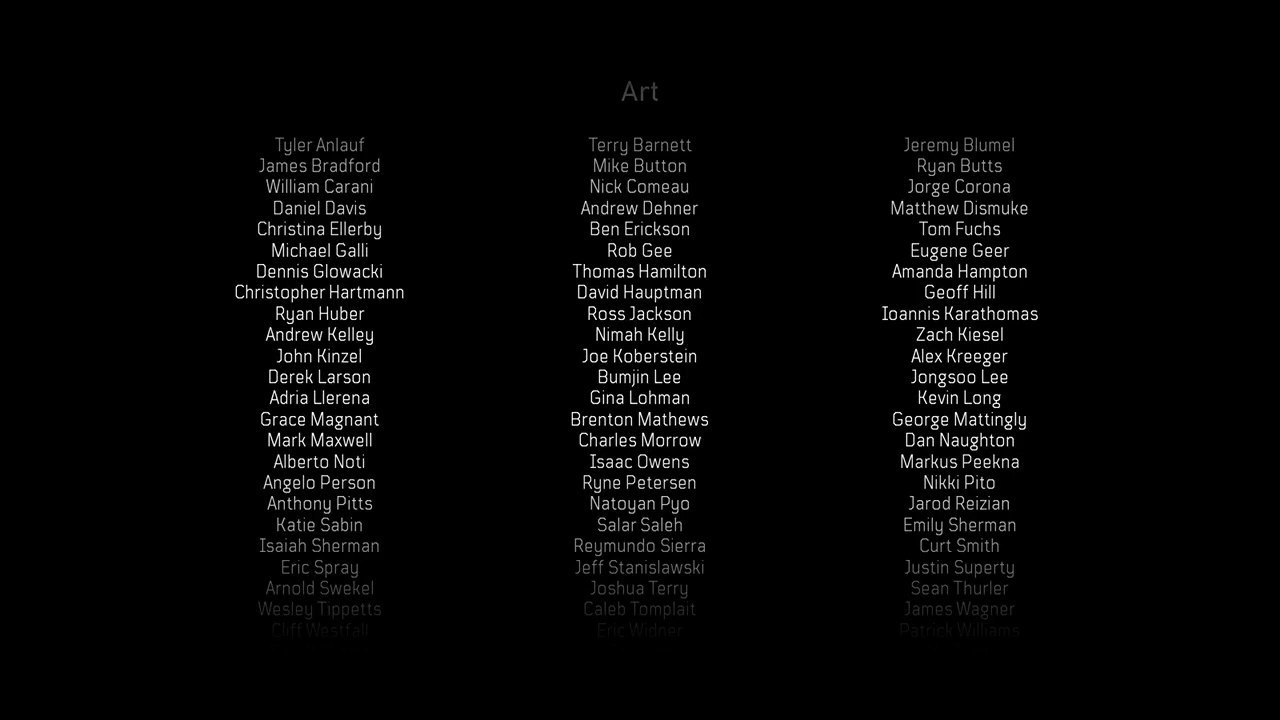 Art
Tyler Anlauf Terry Barnett Jeremy Blumel
James Bradford Mike Button Ryan Butts
William Carani Nick Comeau Jorge Corona
Daniel Davis Andrew Dehner Matthew Dismuke
Christina Ellerby Ben Erickson Tom Fuchs
Michael Galli Rob Gee Eugene Geer
Dennis Glowacki Thomas Hamilton Amanda Hampton
Christopher Hartmann David Hauptman Geoff Hill
Ryan Huber Ross Jackson Ioannis Karathomas
Andrew Kelley Nimah Kelly Zach Kiesel
John Kinzel Joe Koberstein Alex Kreeger
Derek Larson Bumjin Lee Jongsoo Lee
Adria Llerena Gina Lohman Kevin Long
Grace Magnant Brenton Mathews George Mattingly
Mark Maxwell Charles Morrow Dan Naughton
Alberto Noti Isaac Owens Markus Peekna
Angelo Person Ryne Petersen Nikki Pito
Anthony Pitts Natoyan Pyo Jarod Reizian
Katie Sabin Salar Saleh Emily Sherman
Isaiah Sherman Reymundo Sierra Curt Smith
Eric Spray Jeff Stanislawski Justin Superty
Arnold Swekel Joshua Terry Sean Thurler
Wesley Tippetts Caleb Tomplait James Wagner
Cliff Westfall Eric Widner Patrick Williams